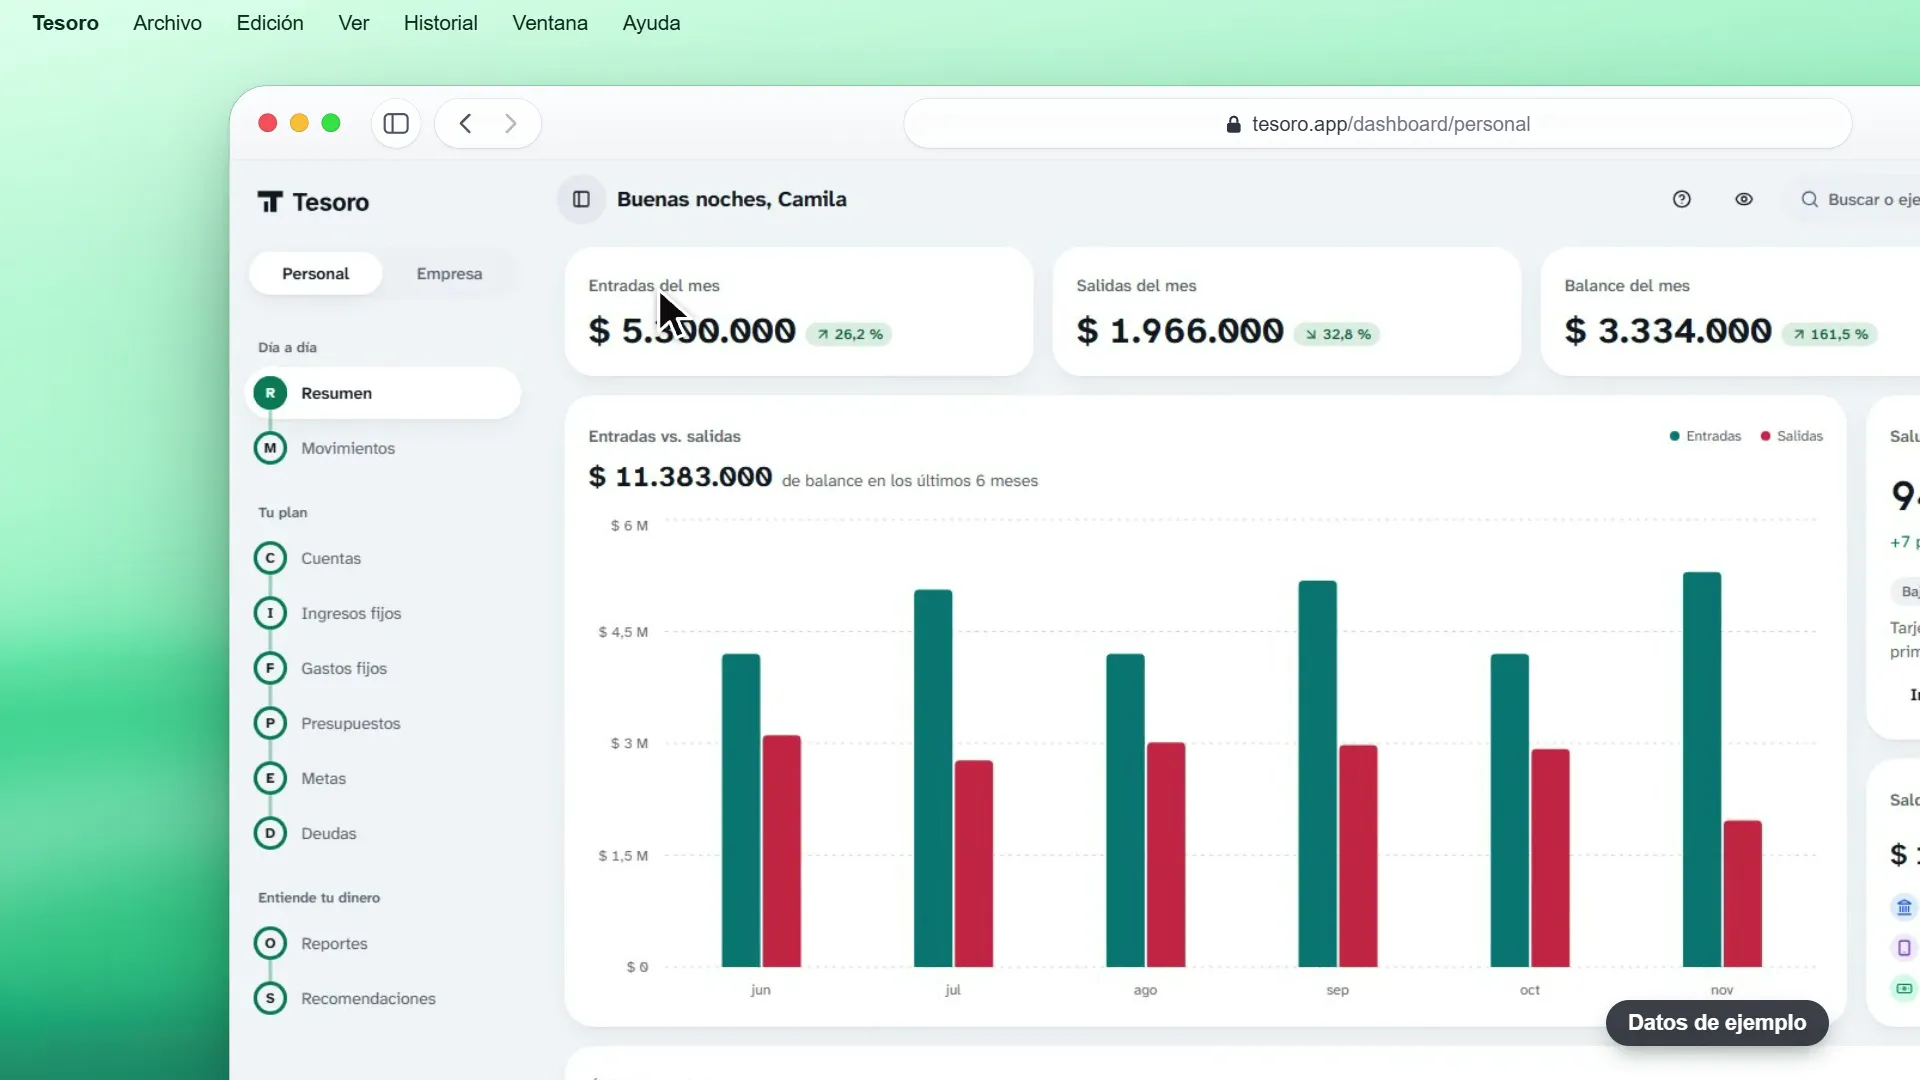 Tesoro Archivo Edición Ver Historial Ventana Ayuda
tesoro.app/dashboard/personal
Tesoro
Buenas noches, Camila
Buscar o eje
Personal Empresa
Día a día
R Resumen
M Movimientos
Tu plan
C Cuentas
I Ingresos fijos
F Gastos fijos
P Presupuestos
E Metas
D Deudas
Entiende tu dinero
O Reportes
S Recomendaciones
Entradas del mes
$ 5.300.000 26,2 %
Salidas del mes
$ 1.966.000 32,8 %
Balance del mes
$ 3.334.000 161,5 %
Entradas vs. salidas
Entradas Salidas
$ 11.383.000 de balance en los últimos 6 meses
$ 6 M
$ 4,5 M
$ 3 M
$ 1,5 M
$ 0
jun jul ago sep oct nov
+7
Datos de ejemplo